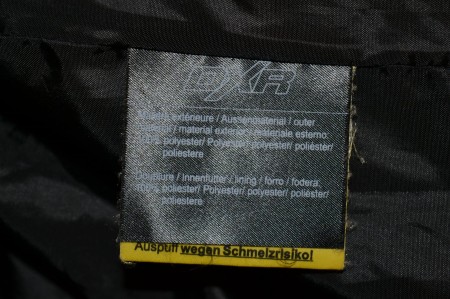 DXR
extérieure / Aussenmaterial / outer
/ material exterior/ materiale esterno:
polyester/ Polyester/ polyester/ poliéster/
poliestere
Doublure / Innenfutter/ lining / forro / fodera:
100% polyester/ Polyester/ polyester/ poliéster/
poliestere
Auspuff wegen Schmelzrisiko!